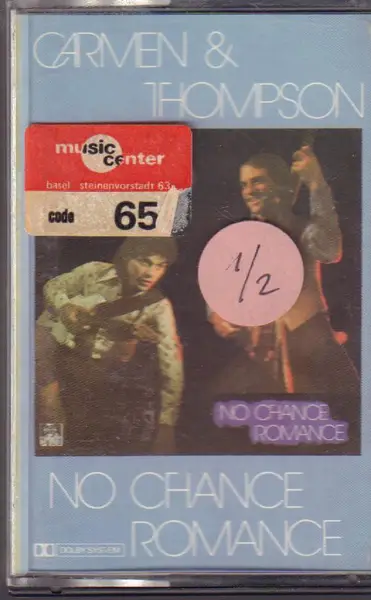 CARMEN &
THOMPSON
music
center
basel steinenvorstadt 63
code 65
1/2
NO CHANCE
ROMANCE
NO CHANCE
ROMANCE
DOLBY SYSTEM